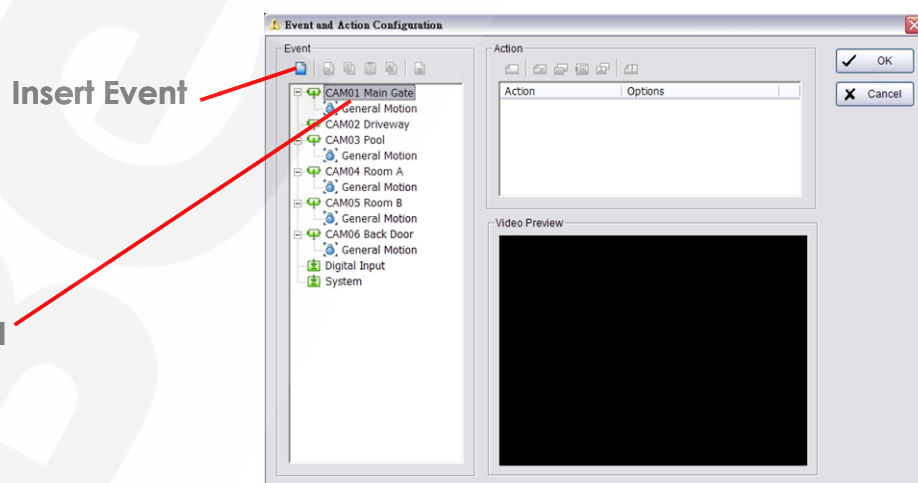 Event and Action Configuration
Event
Action
OK
Cancel
Insert Event
CAM01 Main Gate
General Motion
CAM02 Driveway
CAM03 Pool
General Motion
CAM04 Room A
General Motion
CAM05 Room B
General Motion
CAM06 Back Door
General Motion
Digital Input
System
Action Options
Video Preview